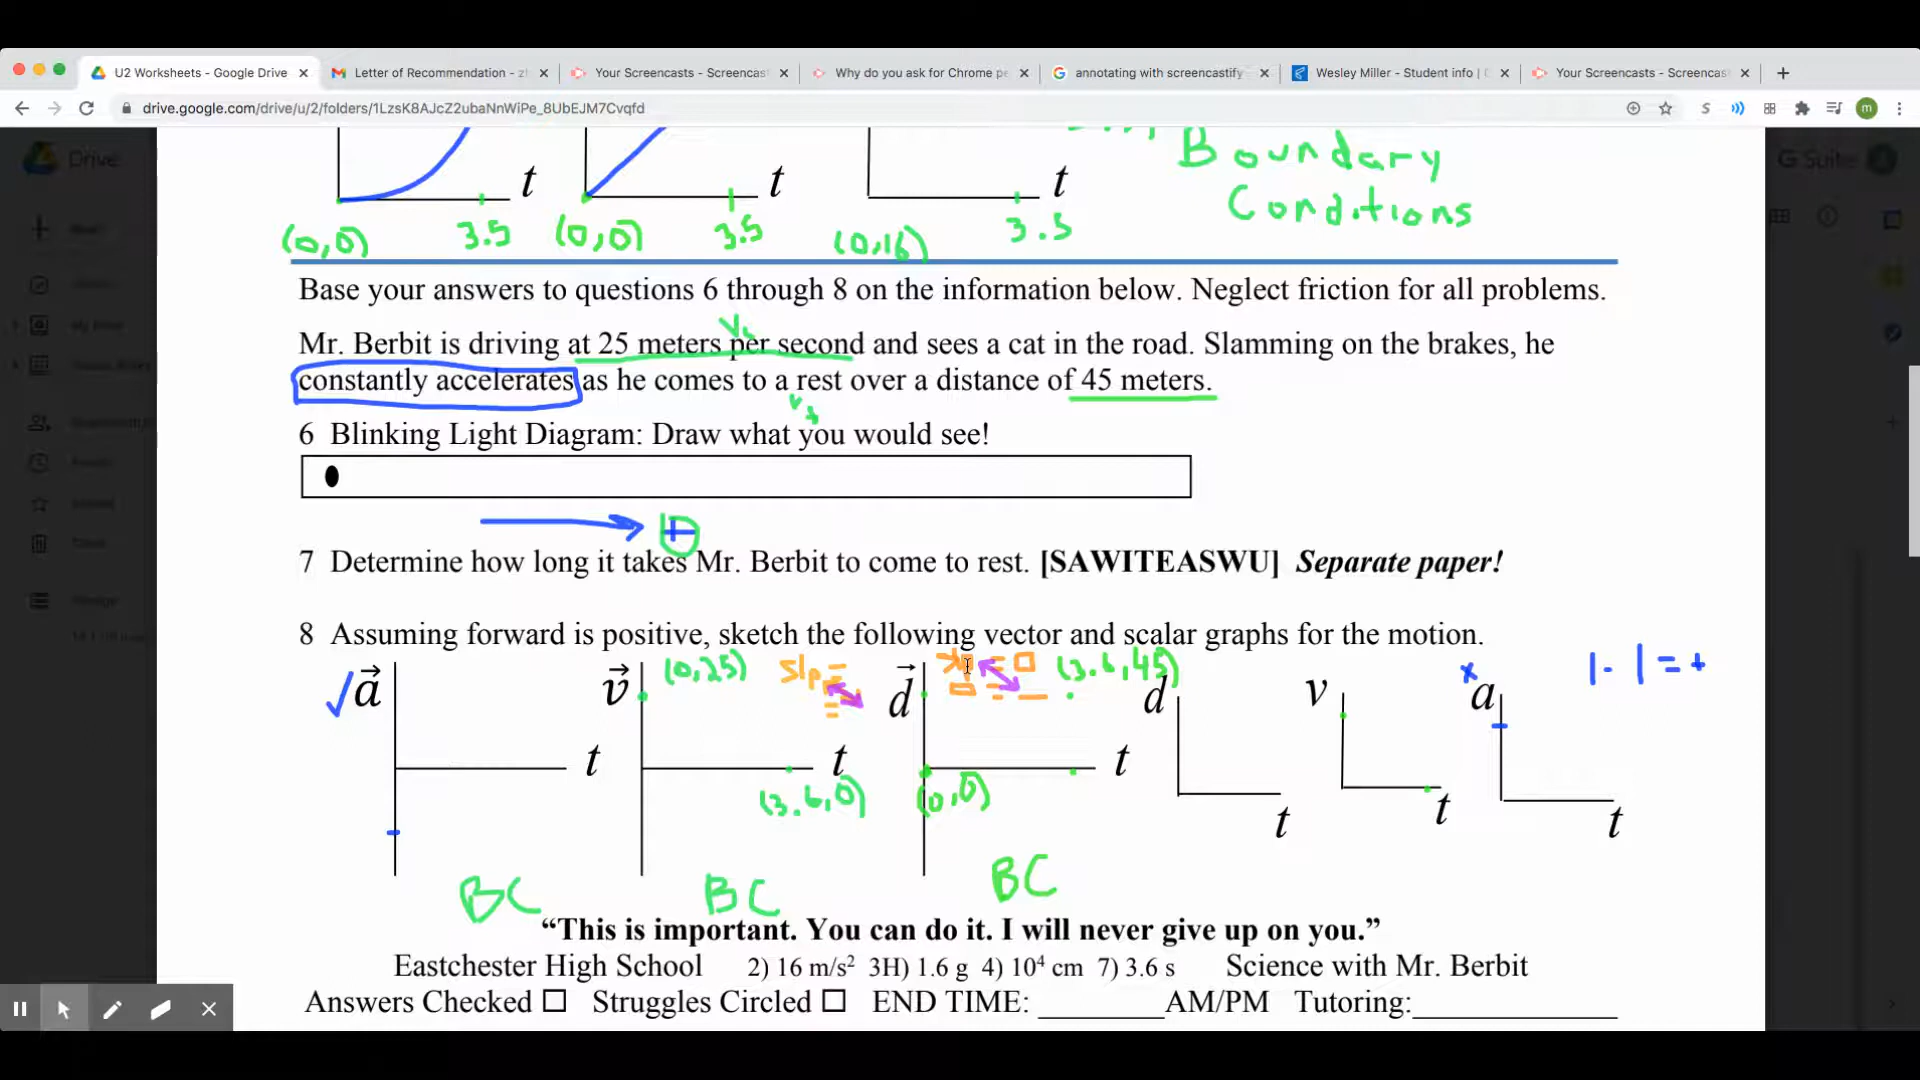 U2 Worksheets - Google Drive
Letter of Recommendation - z
Your Screencasts - Screencas
Why do you ask for Chrome pe
annotating with screencastify
Wesley Miller - Student info |
Your Screencasts - Screencas
drive.google.com/drive/u/2/folders/1LzsK8AJcZ2ubaNnWiPe_8UbEJM7Cvqfd
Drive
G Suite
Boundary
Conditions
t t t
(0,0) 3.5 (0,0) 3.5 (0,16) 3.5
Base your answers to questions 6 through 8 on the information below. Neglect friction for all problems.
Mr. Berbit is driving at 25 meters per second and sees a cat in the road. Slamming on the brakes, he
constantly accelerates as he comes to a rest over a distance of 45 meters.
6 Blinking Light Diagram: Draw what you would see!
+
7 Determine how long it takes Mr. Berbit to come to rest. [SAWITEASWU] Separate paper!
8 Assuming forward is positive, sketch the following vector and scalar graphs for the motion.
(0,25) slp = (3.6,45) |- | = +
√ a⃗ v⃗ d⃗ d v x a
t t t
(3.6,0) (0,0)
t t t
BC BC BC
“This is important. You can do it. I will never give up on you.”
Eastchester High School 2) 16 m/s² 3H) 1.6 g 4) 10⁴ cm 7) 3.6 s Science with Mr. Berbit
Answers Checked ☐ Struggles Circled ☐ END TIME: ________AM/PM Tutoring:______________